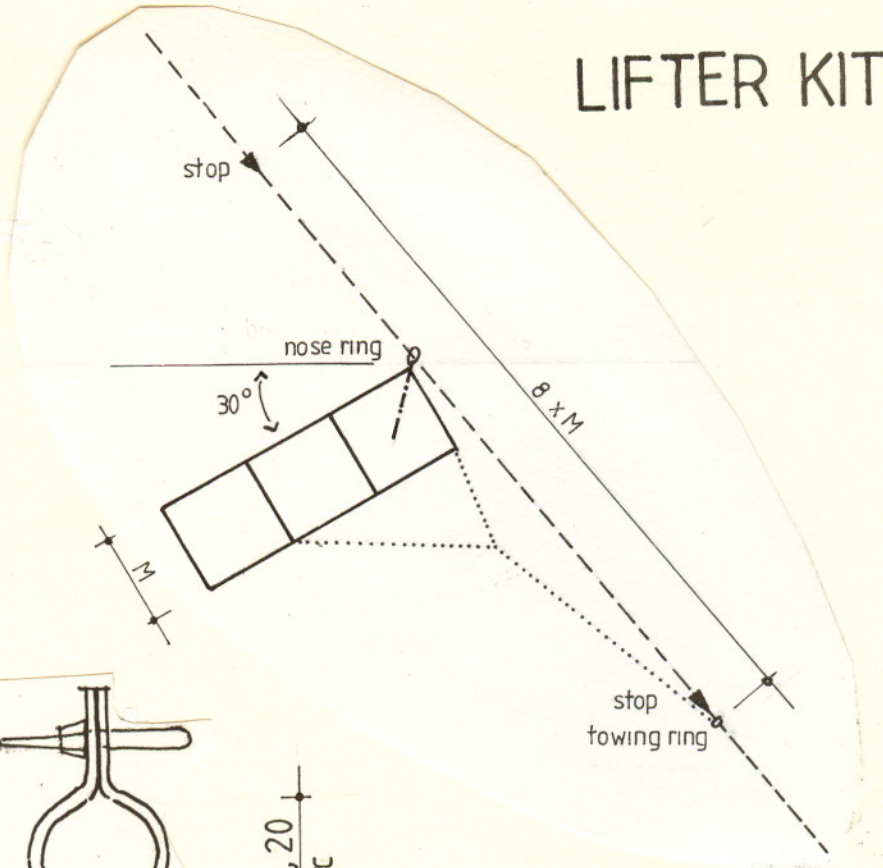 LIFTER KIT
stop
nose ring
30°
8 x M
M
stop
towing ring
,20